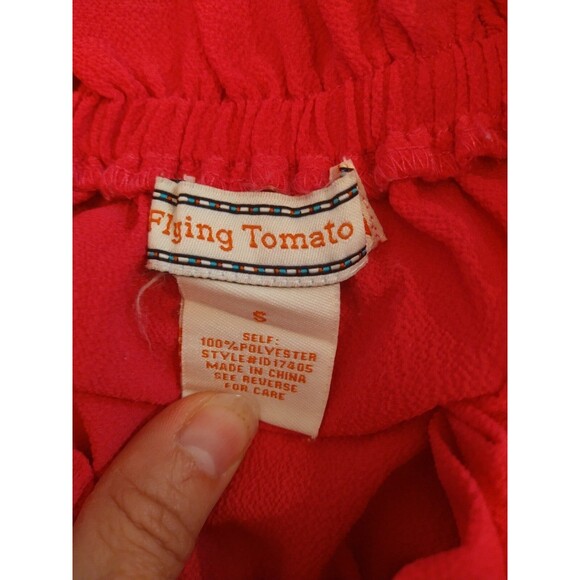 Flying Tomato
S
SELF:
100%POLYESTER
STYLE#ID17405
MADE IN CHINA
SEE REVERSE
FOR CARE